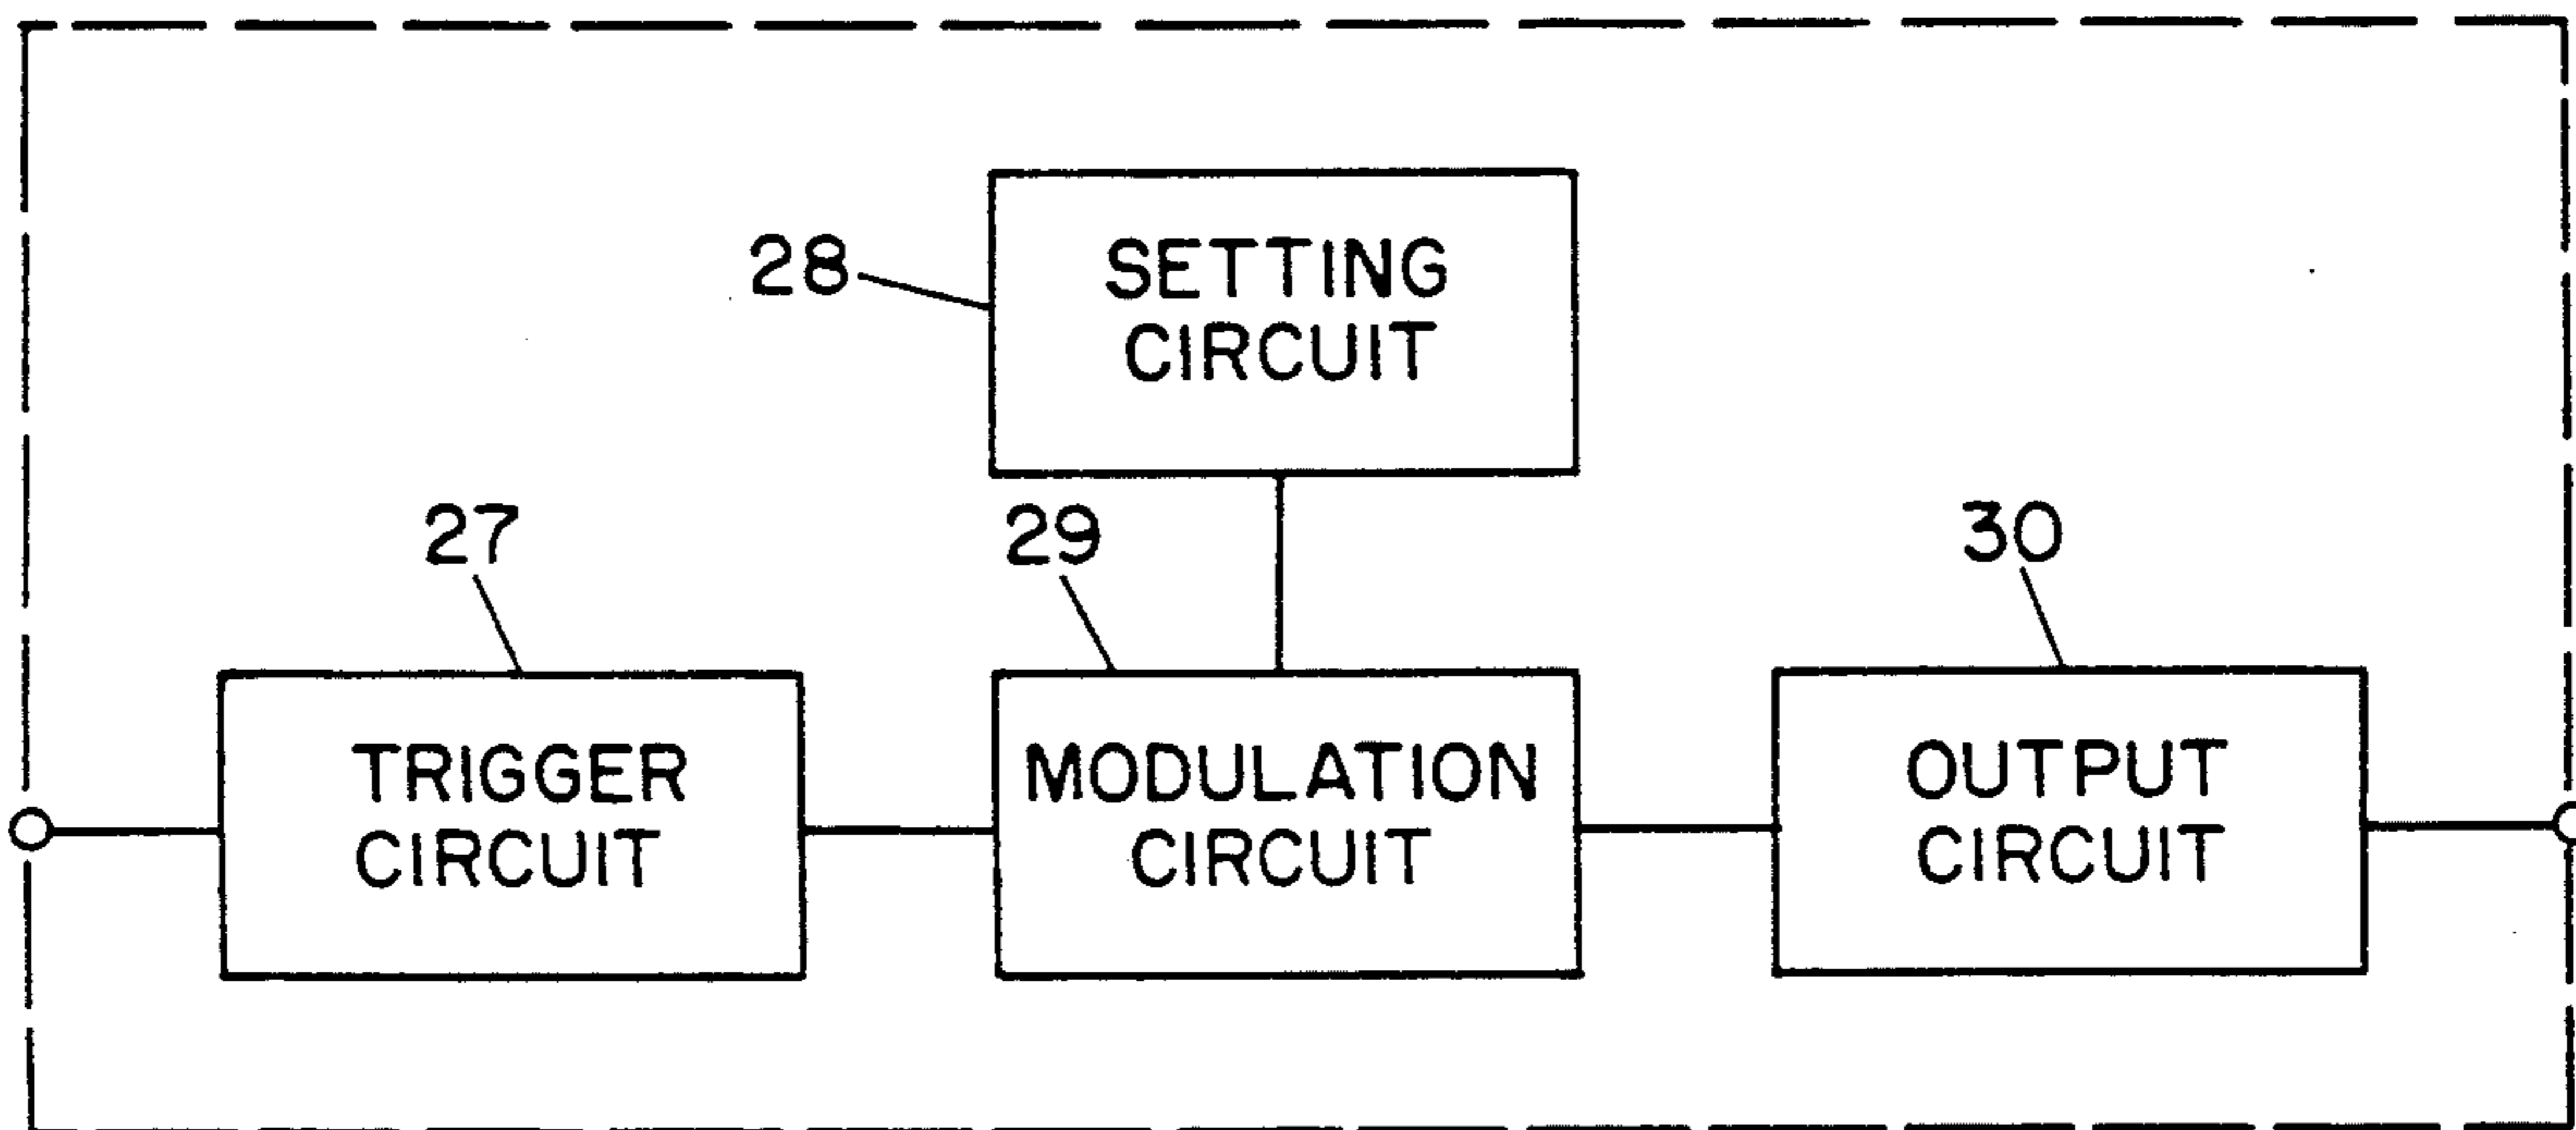 28
SETTING
CIRCUIT
27
29
30
TRIGGER
CIRCUIT
MODULATION
CIRCUIT
OUTPUT
CIRCUIT